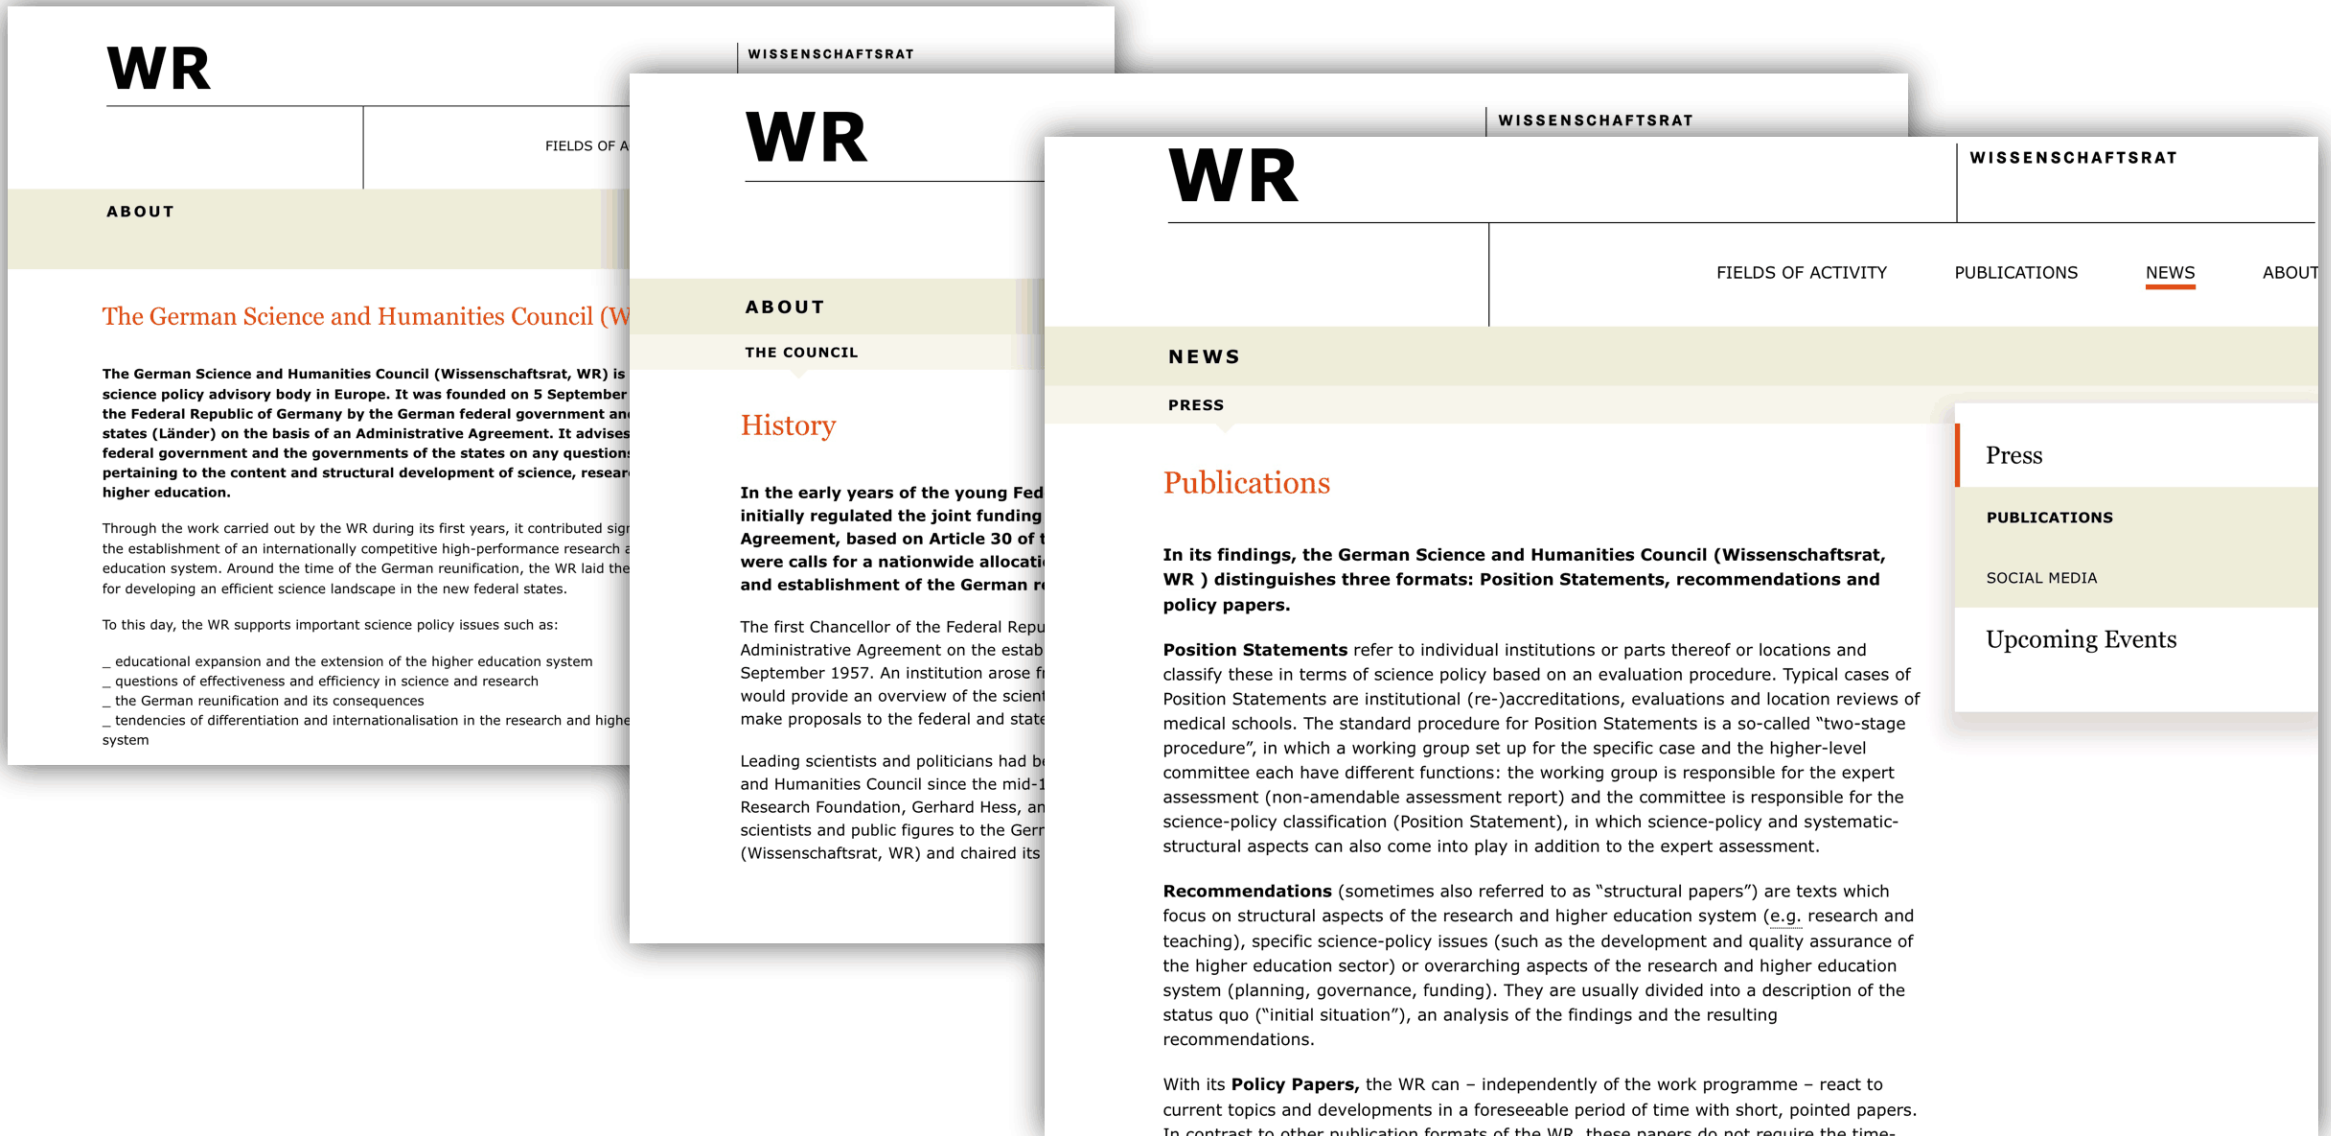 WR
WISSENSCHAFTSRAT
FIELDS OF
ABOUT
The German Science and Humanities Council
The German Science and Humanities Council (Wissenschaftsrat, WR) is
science policy advisory body in Europe. It was founded on 5 September
the Federal Republic of Germany by the German federal government
states (Länder) on the basis of an Administrative Agreement. It advises
federal government and the governments of the states on any
pertaining to the content and structural development of science,
higher education.
Through the work carried out by the WR during its first years, it contributed
the establishment of an internationally competitive high-performance research
education system. Around the time of the German reunification, the WR laid the
for developing an efficient science landscape in the new federal states.
To this day, the WR supports important science policy issues such as:
_ educational expansion and the extension of the higher education system
_ questions of effectiveness and efficiency in science and research
_ the German reunification and its consequences
_ tendencies of differentiation and internationalisation in the research and
system
WR
WISSENSCHAFTSRAT
ABOUT
THE COUNCIL
History
In the early years of the young
initially regulated the joint funding
Agreement, based on Article 30 of
were calls for a nationwide
and establishment of the German
The first Chancellor of the Federal
Administrative Agreement on the
September 1957. An institution arose
would provide an overview of the
make proposals to the federal and
Leading scientists and politicians had
and Humanities Council since the
Research Foundation, Gerhard Hess,
scientists and public figures to the
(Wissenschaftsrat, WR) and chaired its
WR
WISSENSCHAFTSRAT
FIELDS OF ACTIVITY PUBLICATIONS NEWS ABOUT
NEWS
PRESS
Publications
In its findings, the German Science and Humanities Council (Wissenschaftsrat,
WR ) distinguishes three formats: Position Statements, recommendations and
policy papers.
Position Statements refer to individual institutions or parts thereof or locations and
classify these in terms of science policy based on an evaluation procedure. Typical cases of
Position Statements are institutional (re-)accreditations, evaluations and location reviews of
medical schools. The standard procedure for Position Statements is a so-called “two-stage
procedure”, in which a working group set up for the specific case and the higher-level
committee each have different functions: the working group is responsible for the expert
assessment (non-amendable assessment report) and the committee is responsible for the
science-policy classification (Position Statement), in which science-policy and systematic-
structural aspects can also come into play in addition to the expert assessment.
Recommendations (sometimes also referred to as “structural papers”) are texts which
focus on structural aspects of the research and higher education system (e.g. research and
teaching), specific science-policy issues (such as the development and quality assurance of
the higher education sector) or overarching aspects of the research and higher education
system (planning, governance, funding). They are usually divided into a description of the
status quo (“initial situation”), an analysis of the findings and the resulting
recommendations.
With its Policy Papers, the WR can – independently of the work programme – react to
current topics and developments in a foreseeable period of time with short, pointed papers.
In contrast to other publication formats of the WR, these papers do not require the time-
Press
PUBLICATIONS
SOCIAL MEDIA
Upcoming Events